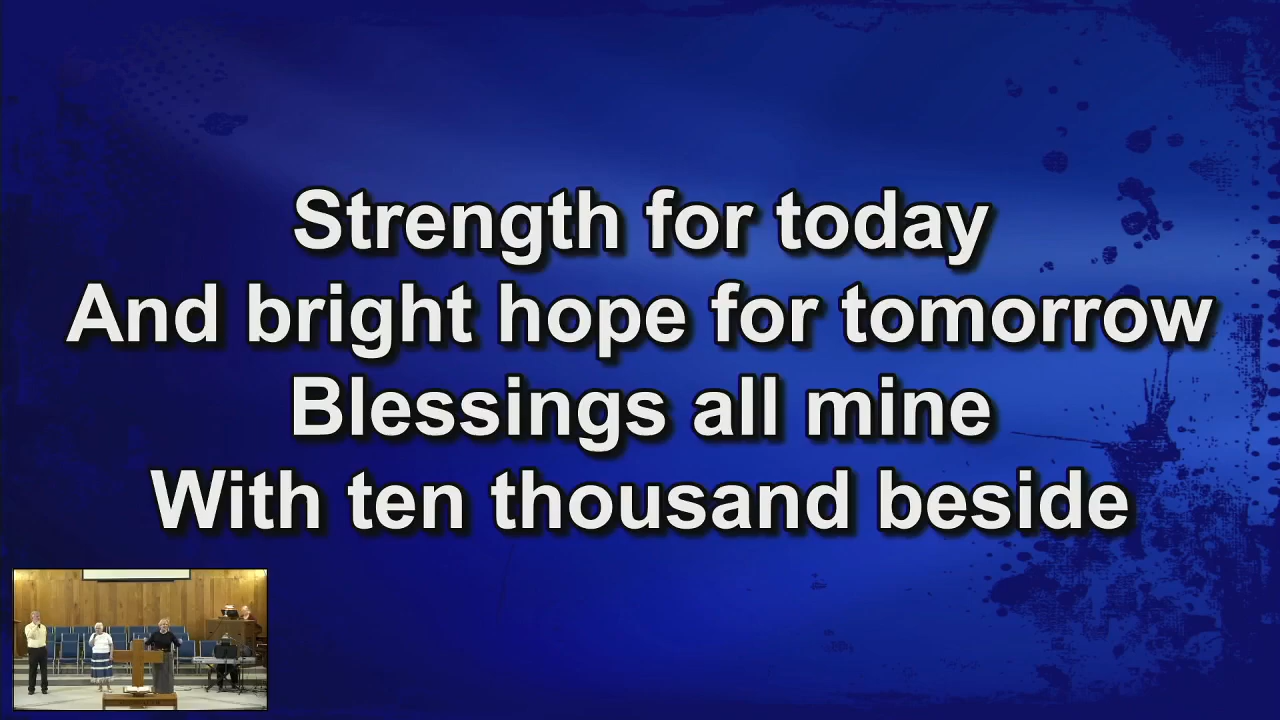 Strength for today
And bright hope for tomorrow
Blessings all mine
With ten thousand beside